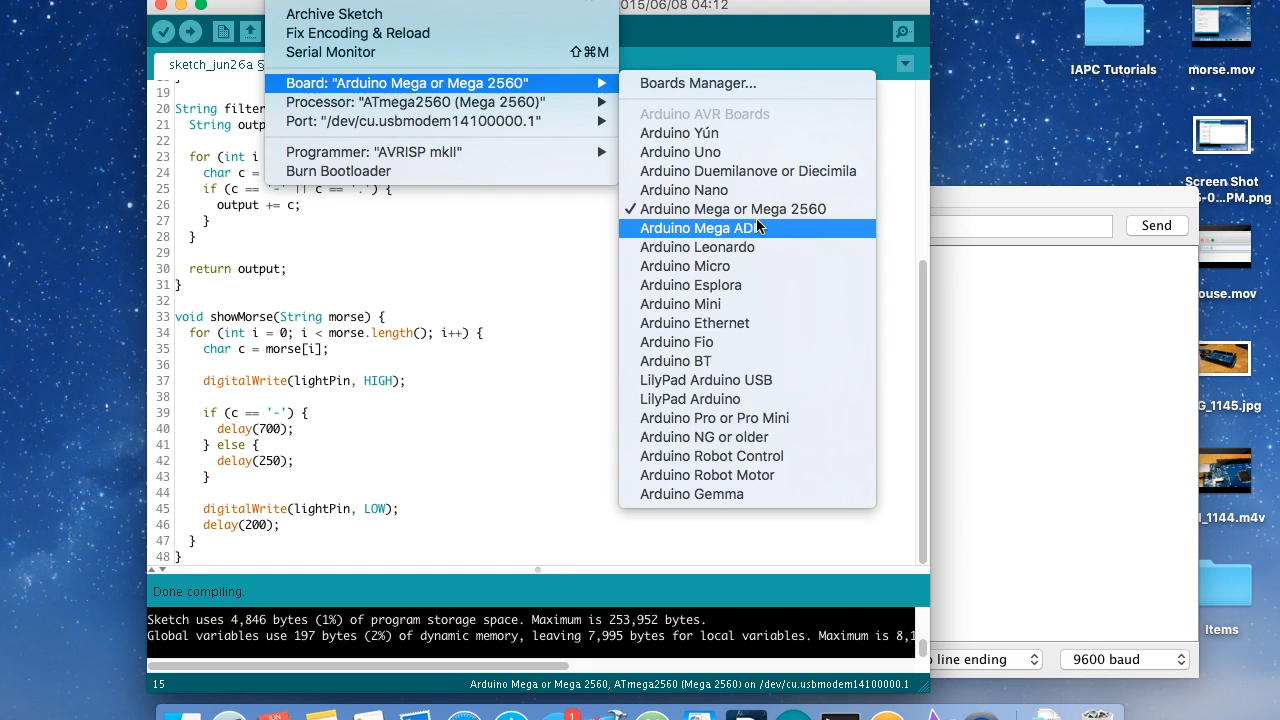 015/06/08 04:12
Archive Sketch
Fix Encoding & Reload
Serial Monitor ⇧⌘M
sketch_jun26a §
Board: "Arduino Mega or Mega 2560" ▶
Processor: "ATmega2560 (Mega 2560)" ▶
Port: "/dev/cu.usbmodem14100000.1" ▶
Programmer: "AVRISP mkII" ▶
Burn Bootloader
Boards Manager...
Arduino AVR Boards
Arduino Yún
Arduino Uno
Arduino Duemilanove or Diecimila
Arduino Nano
✓ Arduino Mega or Mega 2560
Arduino Mega AD
Arduino Leonardo
Arduino Micro
Arduino Esplora
Arduino Mini
Arduino Ethernet
Arduino Fio
Arduino BT
LilyPad Arduino USB
LilyPad Arduino
Arduino Pro or Pro Mini
Arduino NG or older
Arduino Robot Control
Arduino Robot Motor
Arduino Gemma
19
20 String filter
21 String outp
22
23 for (int i
24 char c =
25 if (c == '-' || c == '.') {
26 output += c;
27 }
28 }
29
30 return output;
31 }
32
33 void showMorse(String morse) {
34 for (int i = 0; i < morse.length(); i++) {
35 char c = morse[i];
36
37 digitalWrite(lightPin, HIGH);
38
39 if (c == '-') {
40 delay(700);
41 } else {
42 delay(250);
43 }
44
45 digitalWrite(lightPin, LOW);
46 delay(200);
47 }
48 }
Done compiling.
Sketch uses 4,846 bytes (1%) of program storage space. Maximum is 253,952 bytes.
Global variables use 197 bytes (2%) of dynamic memory, leaving 7,995 bytes for local variables. Maximum is 8,1
15 Arduino Mega or Mega 2560, ATmega2560 (Mega 2560) on /dev/cu.usbmodem14100000.1
Send
line ending
9600 baud
IAPC Tutorials
morse.mov
Screen Shot
5-0...PM.png
ouse.mov
G_1145.jpg
I_1144.m4v
Items
JUN
1